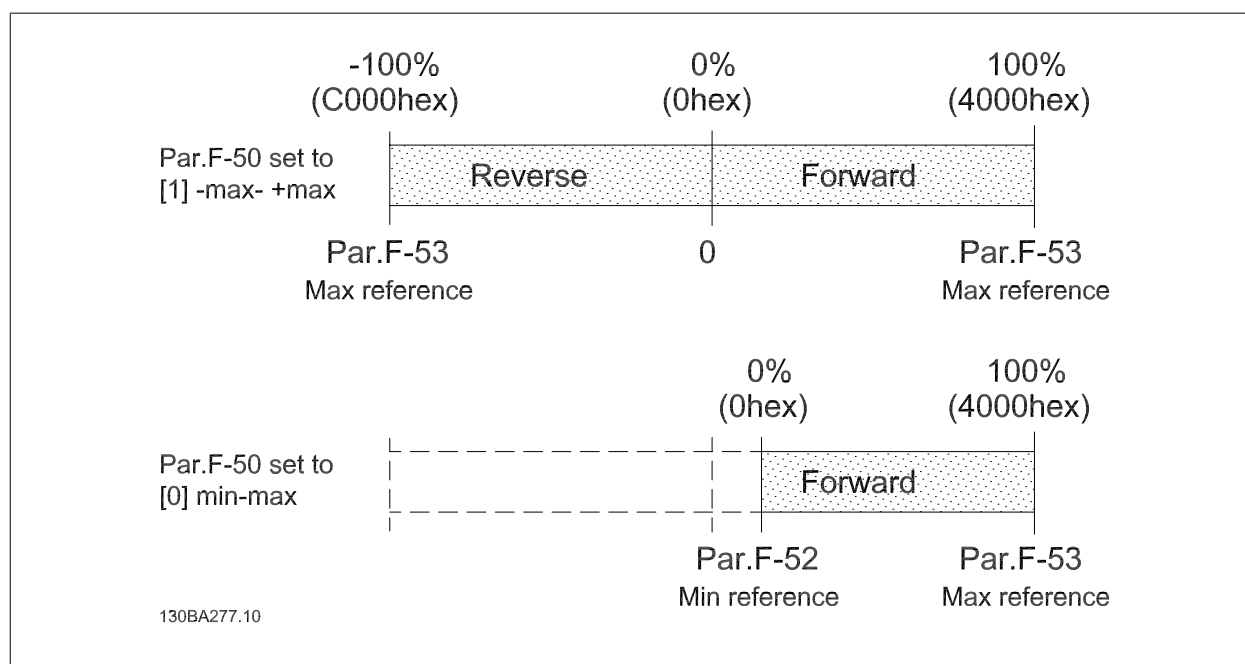 -100% 0% 100%
(C000hex) (0hex) (4000hex)
Par.F-50 set to
[1] -max- +max
Reverse Forward
Par.F-53 0 Par.F-53
Max reference Max reference
0% 100%
(0hex) (4000hex)
Par.F-50 set to
[0] min-max
Forward
Par.F-52 Par.F-53
Min reference Max reference
130BA277.10